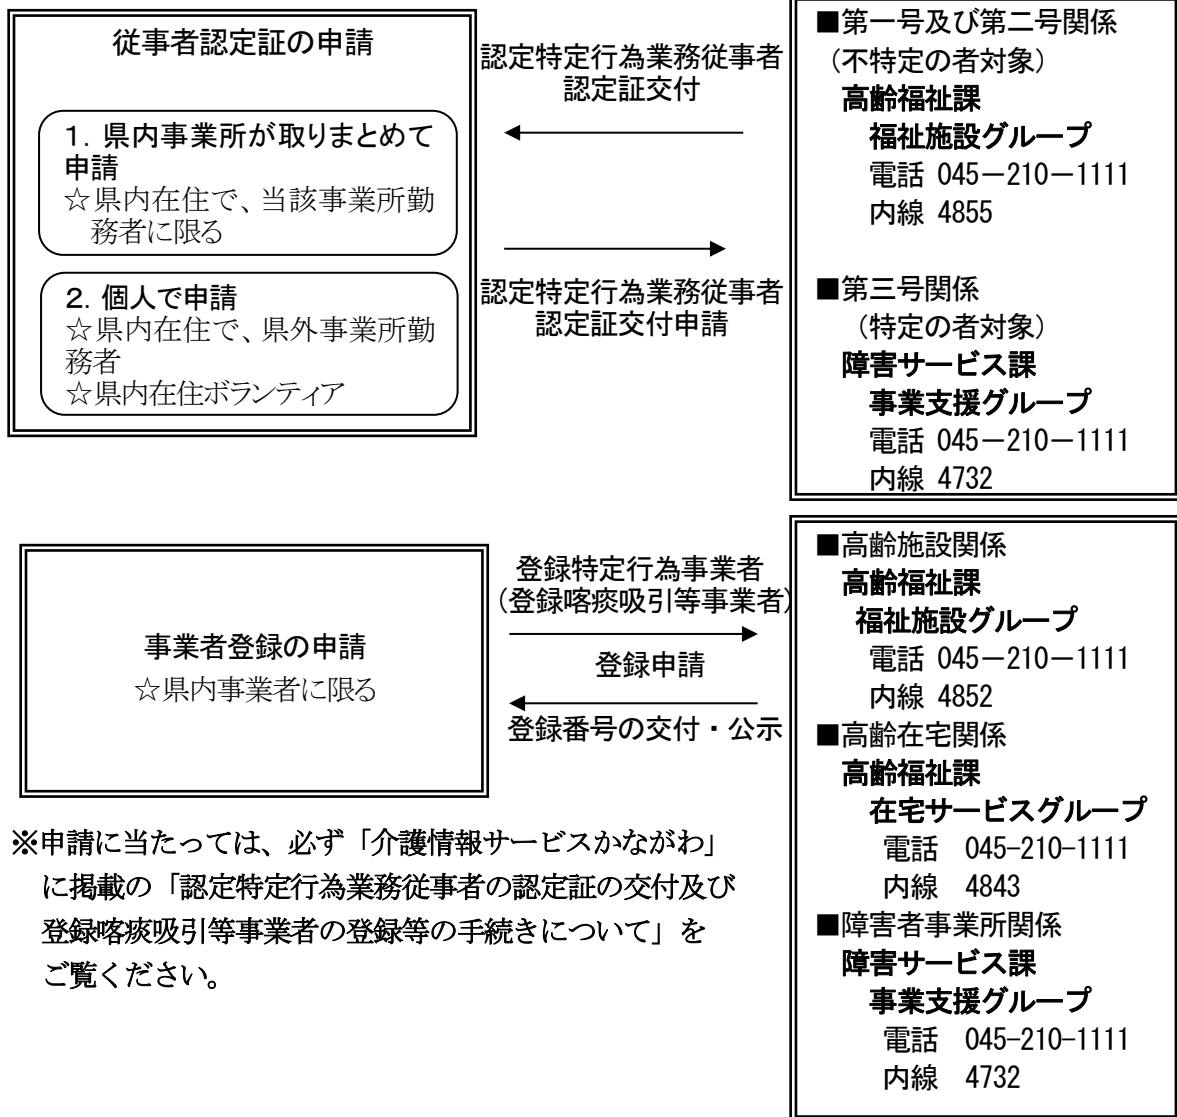 従事者認定証の申請
1．県内事業所が取りまとめて
申請
☆県内在住で、当該事業所勤
務者に限る
2．個人で申請
☆県内在住で、県外事業所勤
務者
☆県内在住ボランティア
認定特定行為業務従事者
認定証交付
認定特定行為業務従事者
認定証交付申請
■第一号及び第二号関係
（不特定の者対象）
高齢福祉課
福祉施設グループ
電話 045－210－1111
内線 4855
■第三号関係
（特定の者対象）
障害サービス課
事業支援グループ
電話 045－210－1111
内線 4732
事業者登録の申請
☆県内事業者に限る
登録特定行為事業者
（登録喀痰吸引等事業者）
登録申請
登録番号の交付・公示
■高齢施設関係
高齢福祉課
福祉施設グループ
電話 045－210－1111
内線 4852
■高齢在宅関係
高齢福祉課
在宅サービスグループ
電話 045-210-1111
内線 4843
■障害者事業所関係
障害サービス課
事業支援グループ
電話 045-210-1111
内線 4732
※申請に当たっては、必ず「介護情報サービスかながわ」
に掲載の「認定特定行為業務従事者の認定証の交付及び
登録喀痰吸引等事業者の登録等の手続きについて」を
ご覧ください。